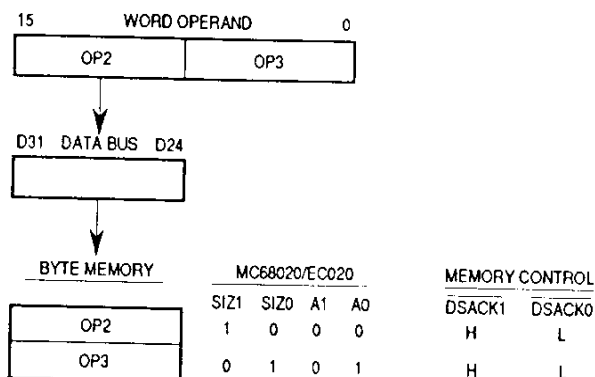 15 WORD OPERAND 0
OP2 OP3
D31 DATA BUS D24
BYTE MEMORY MC68020/EC020 MEMORY CONTROL
SIZ1 SIZ0 A1 A0 DSACK1 DSACK0
OP2 1 0 0 0 H L
OP3 0 1 0 1 H L